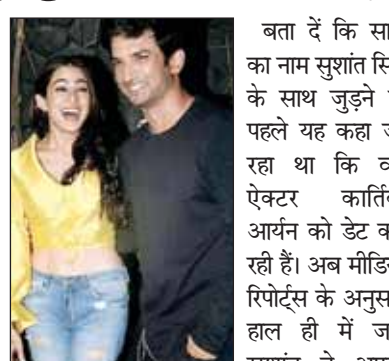 बता दें कि सा
का नाम सुशांत सि
के साथ जुड़ने
पहले यह कहा ज
रहा था कि व
ऐक्टर कार्ति
आर्यन को डेट क
रही हैं। अब मीडि
रिपोर्ट्स के अनुस
हाल ही में ज